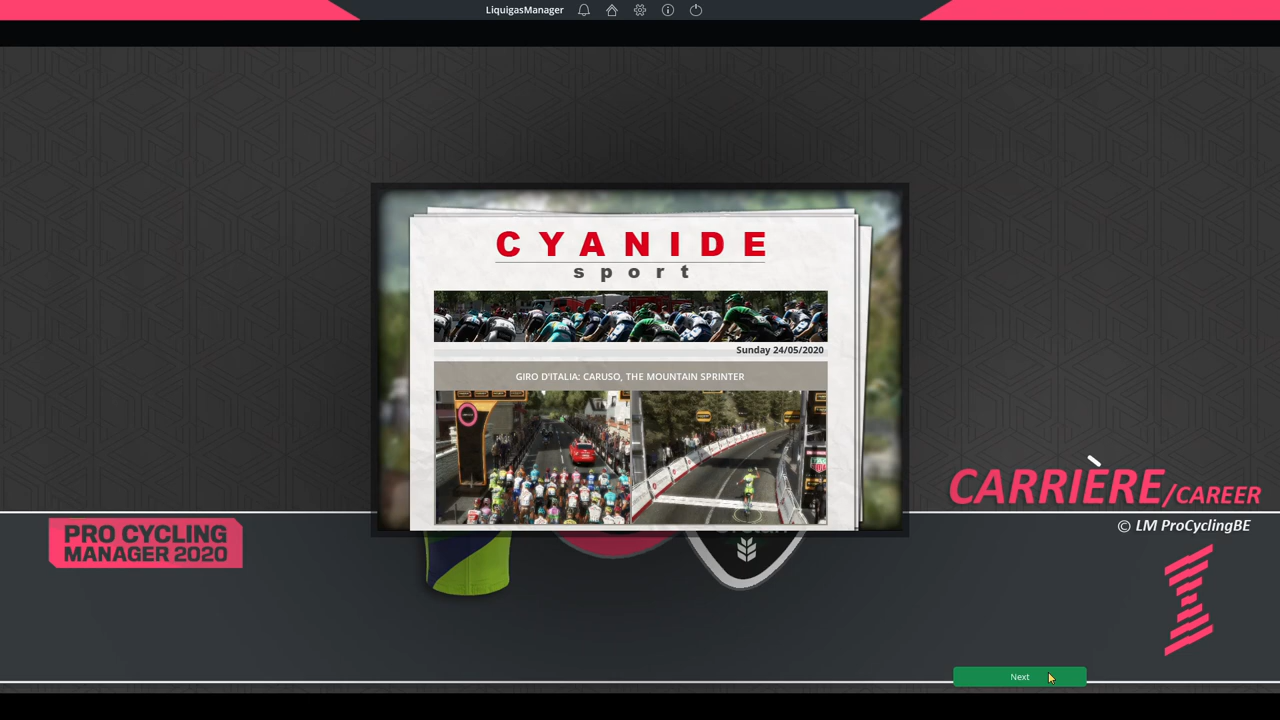 LiquigasManager
CYANIDE
sport
Sunday 24/05/2020
GIRO D'ITALIA: CARUSO, THE MOUNTAIN SPRINTER
CARRIÈRE/CAREER
© LM ProCyclingBE
PRO CYCLING
MANAGER 2020
Next